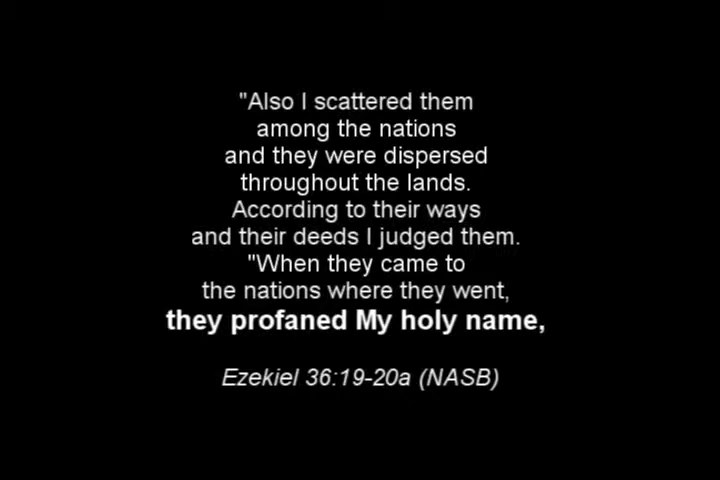 "Also I scattered them
among the nations
and they were dispersed
throughout the lands.
According to their ways
and their deeds I judged them.
"When they came to
the nations where they went,
they profaned My holy name,
Ezekiel 36:19-20a (NASB)